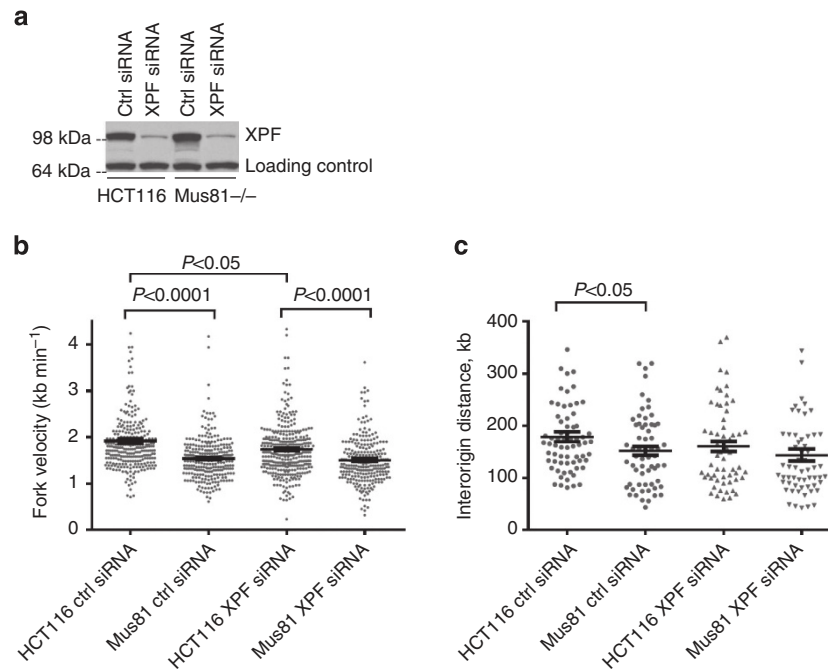 a
Ctrl siRNA
XPF siRNA
Ctrl siRNA
XPF siRNA
98 kDa --
XPF
64 kDa --
Loading control
HCT116 Mus81–/–
b
P<0.05
P<0.0001 P<0.0001
Fork velocity (kb min⁻¹)
4
3
2
1
0
HCT116 ctrl siRNA
Mus81 ctrl siRNA
HCT116 XPF siRNA
Mus81 XPF siRNA
c
P<0.05
Interorigin distance, kb
400
300
200
100
0
HCT116 ctrl siRNA
Mus81 ctrl siRNA
HCT116 XPF siRNA
Mus81 XPF siRNA